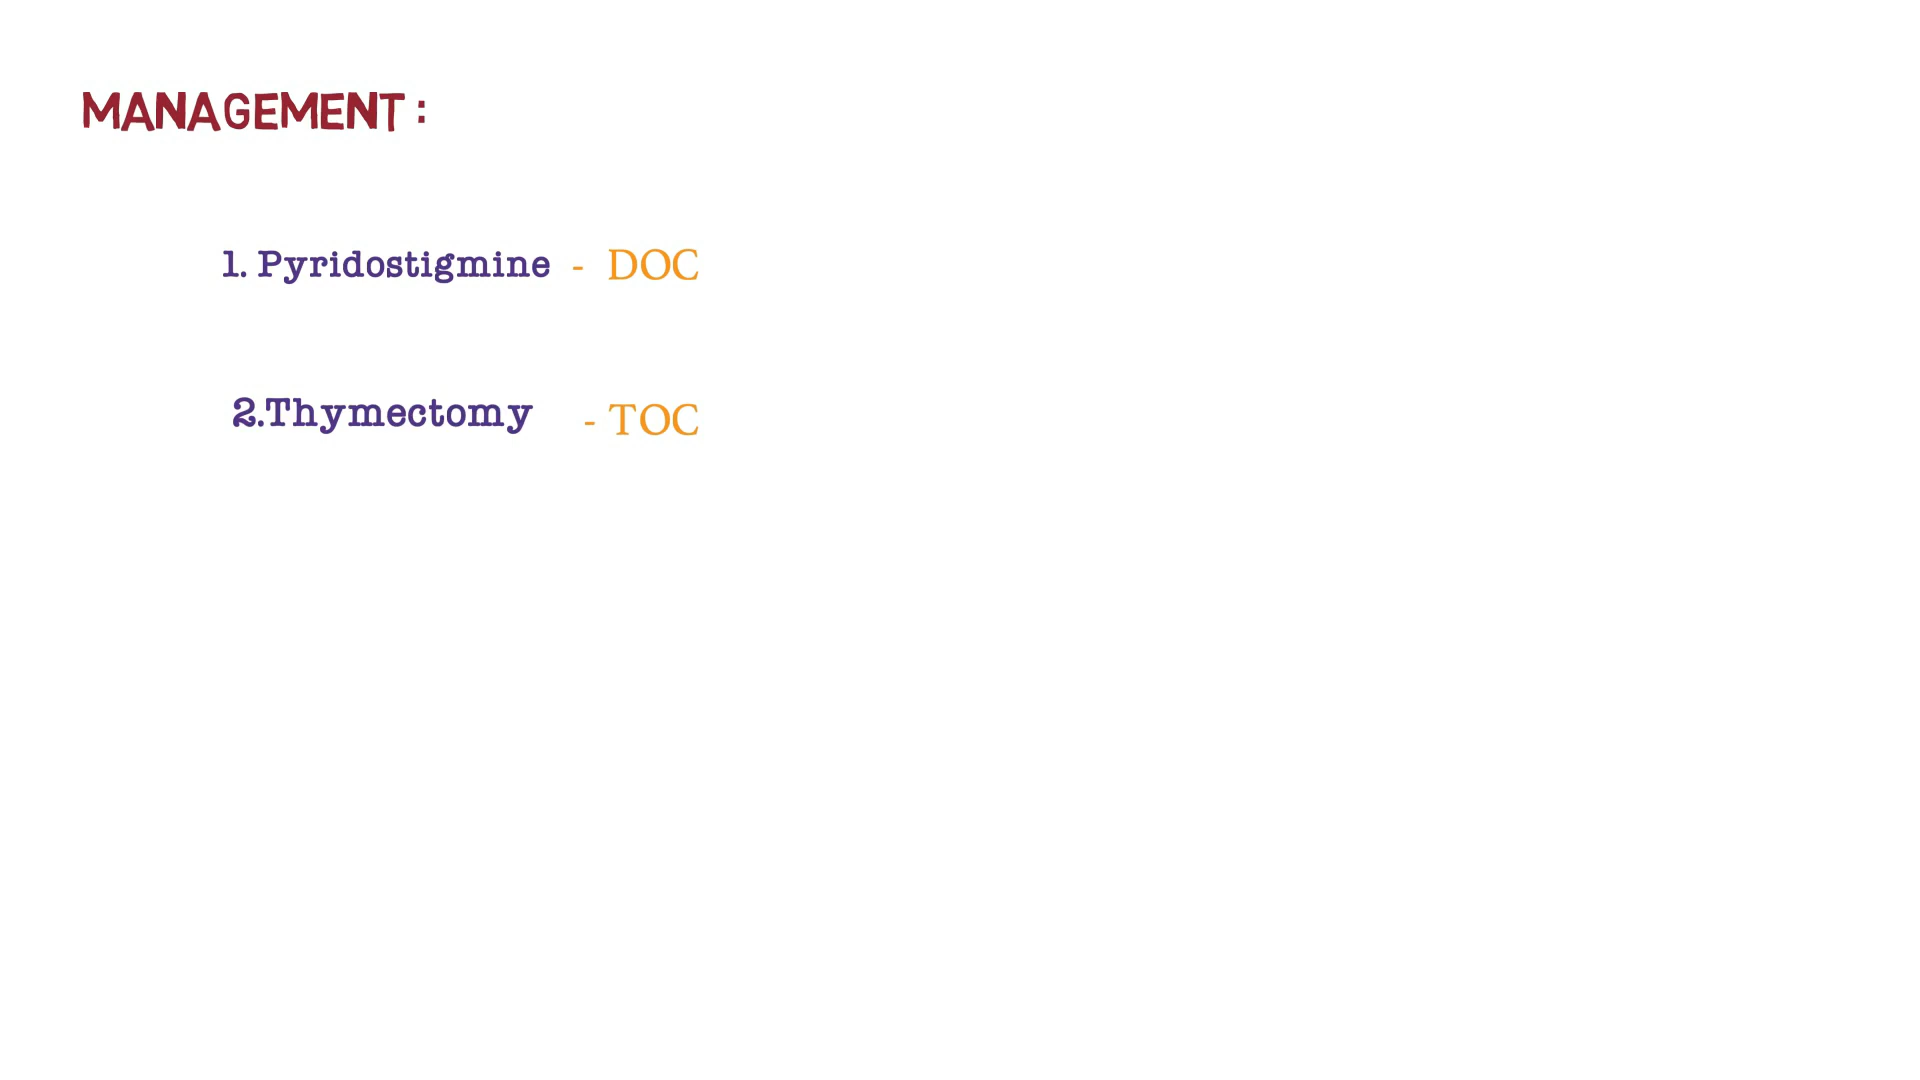 MANAGEMENT :
1. Pyridostigmine - DOC
2.Thymectomy - TOC